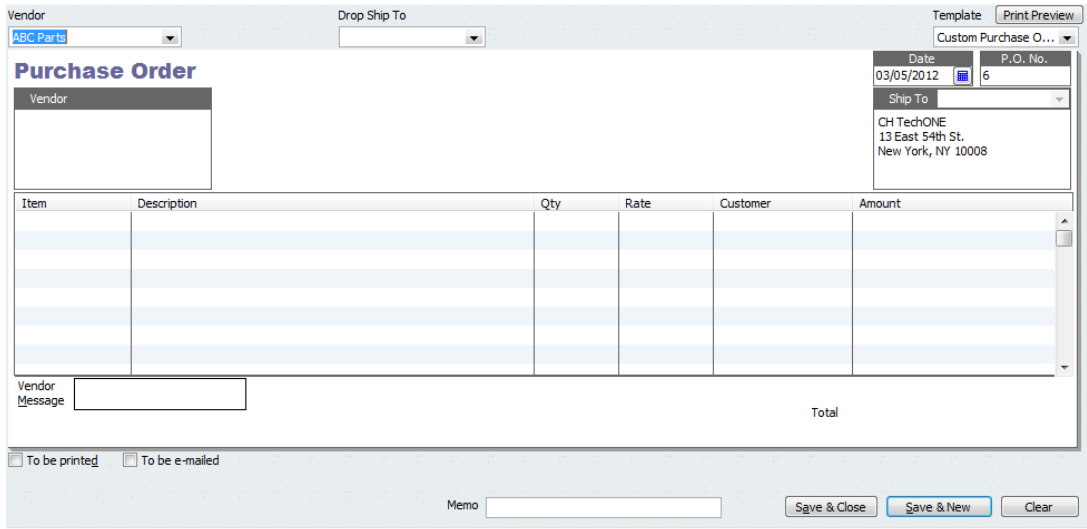 Vendor Drop Ship To Template Print Preview
ABC Parts Custom Purchase O...
Purchase Order Date P.O. No.
03/05/2012 6
Vendor Ship To
CH TechONE
13 East 54th St.
New York, NY 10008
Item Description Qty Rate Customer Amount
Vendor
Message
Total
To be printed To be e-mailed
Memo Save & Close Save & New Clear